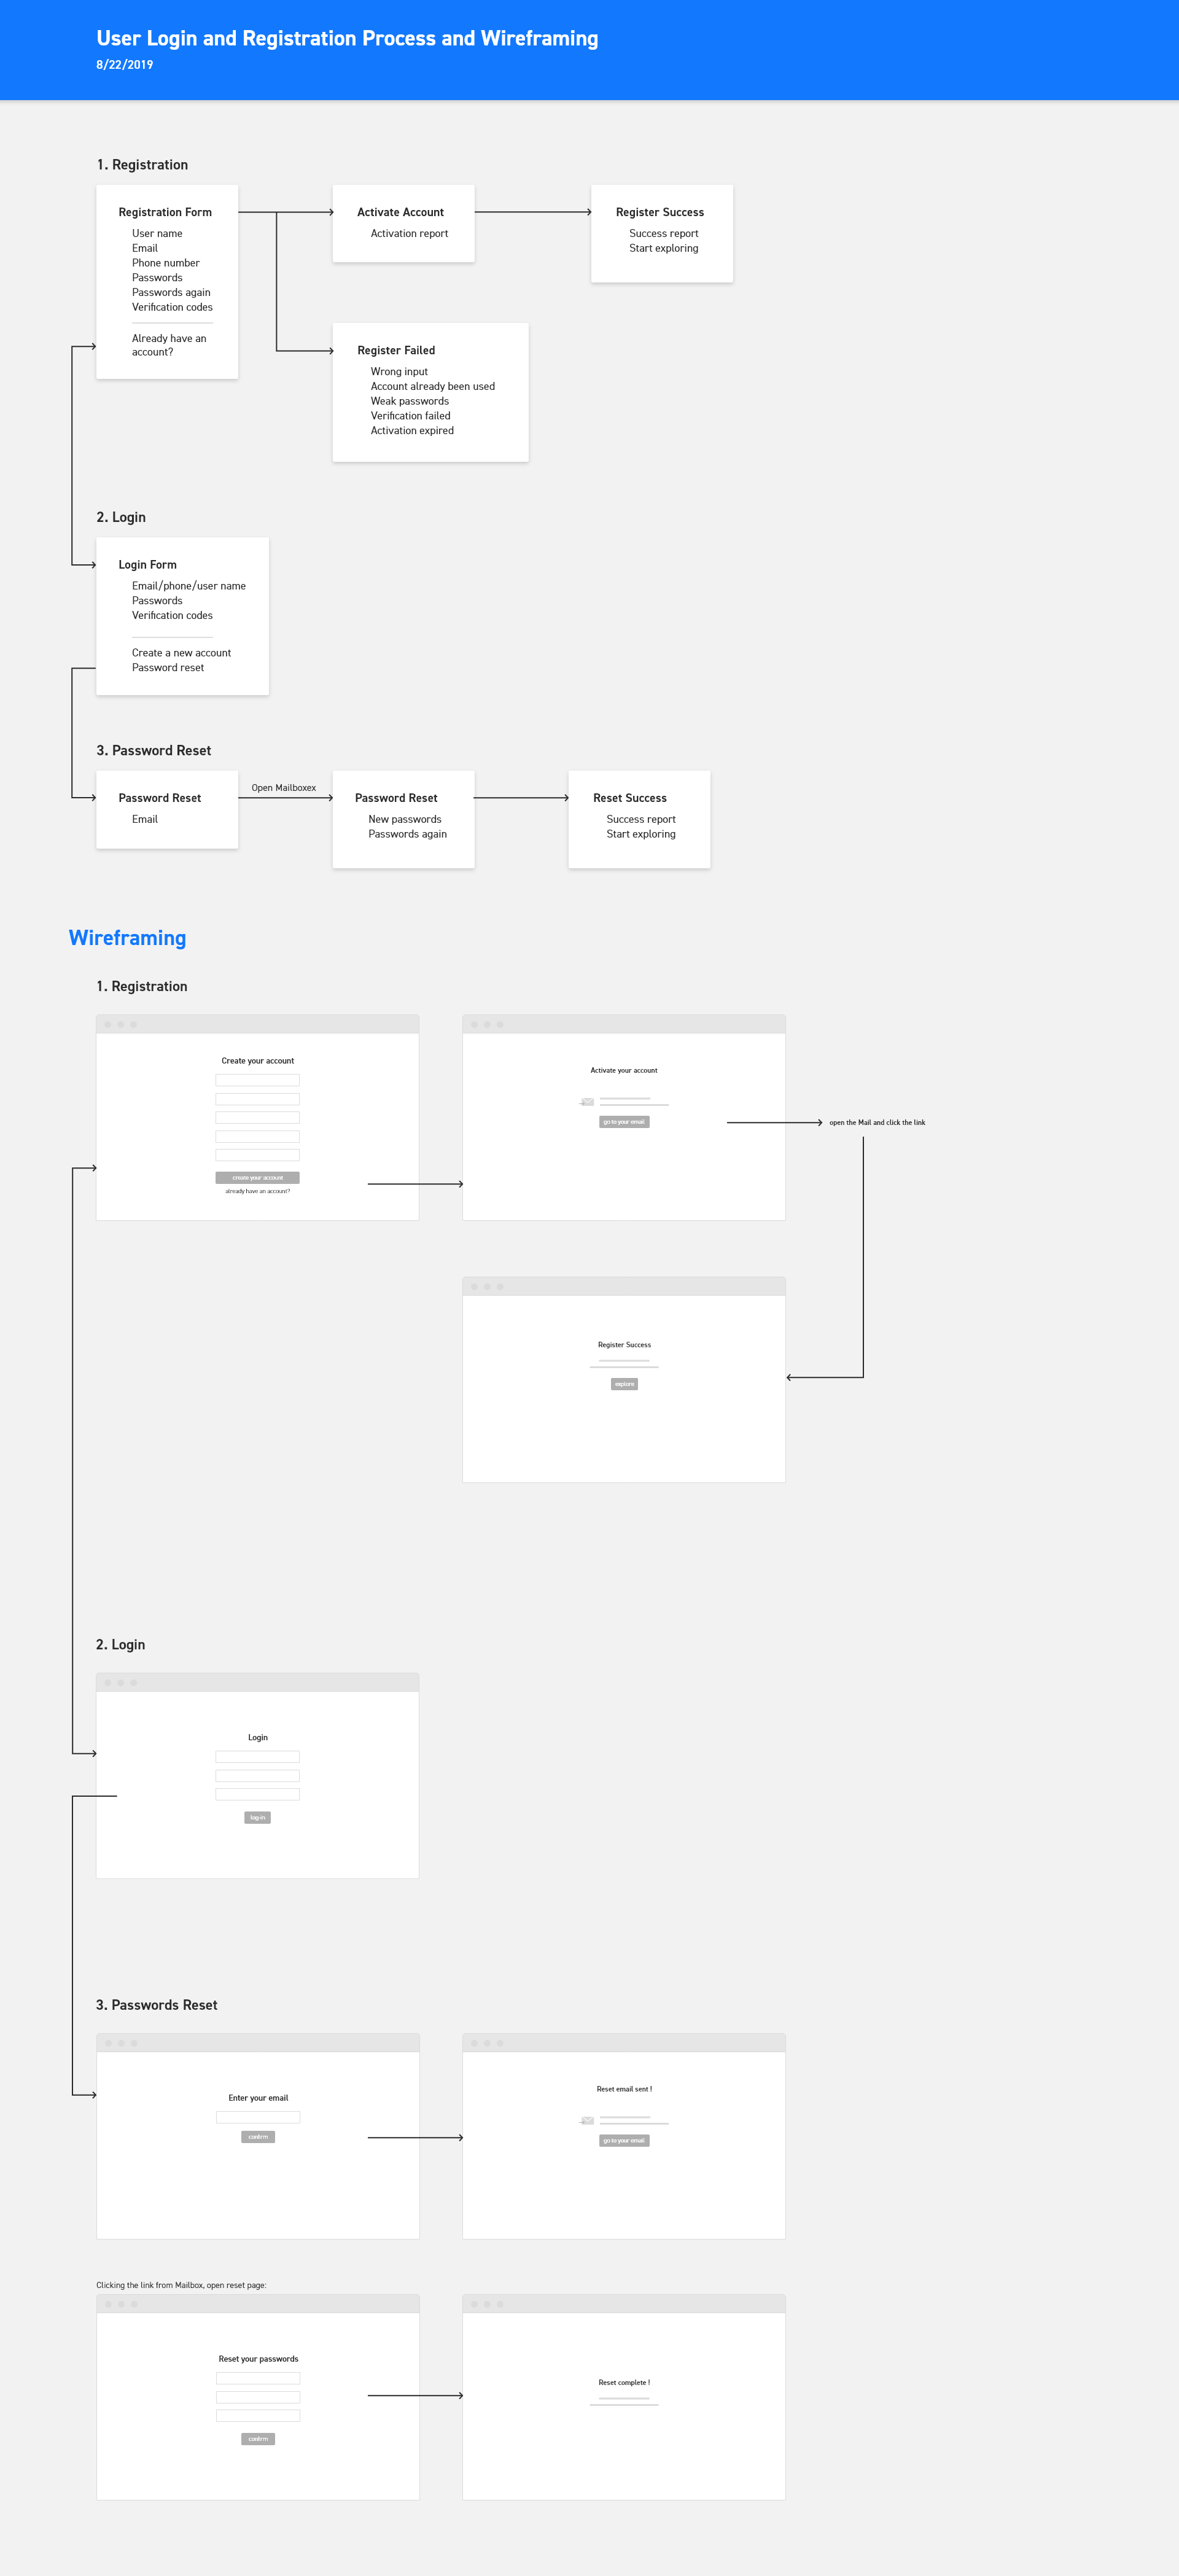 User Login and Registration Process and Wireframing
8/22/2019
1. Registration
Registration Form
User name
Email
Phone number
Passwords
Passwords again
Verification codes
Already have an
account?
Activate Account
Activation report
Register Success
Success report
Start exploring
Register Failed
Wrong input
Account already been used
Weak passwords
Verification failed
Activation expired
2. Login
Login Form
Email/phone/user name
Passwords
Verification codes
Create a new account
Password reset
3. Password Reset
Password Reset
Email
Open Mailboxex
Password Reset
New passwords
Passwords again
Reset Success
Success report
Start exploring
Wireframing
1. Registration
Create your account
create your account
already have an account?
Activate your account
go to your email
open the Mail and click the link
Register Success
explore
2. Login
Login
log in
3. Passwords Reset
Enter your email
confirm
Reset email sent !
go to your email
Clicking the link from Mailbox, open reset page:
Reset your passwords
confirm
Reset complete !